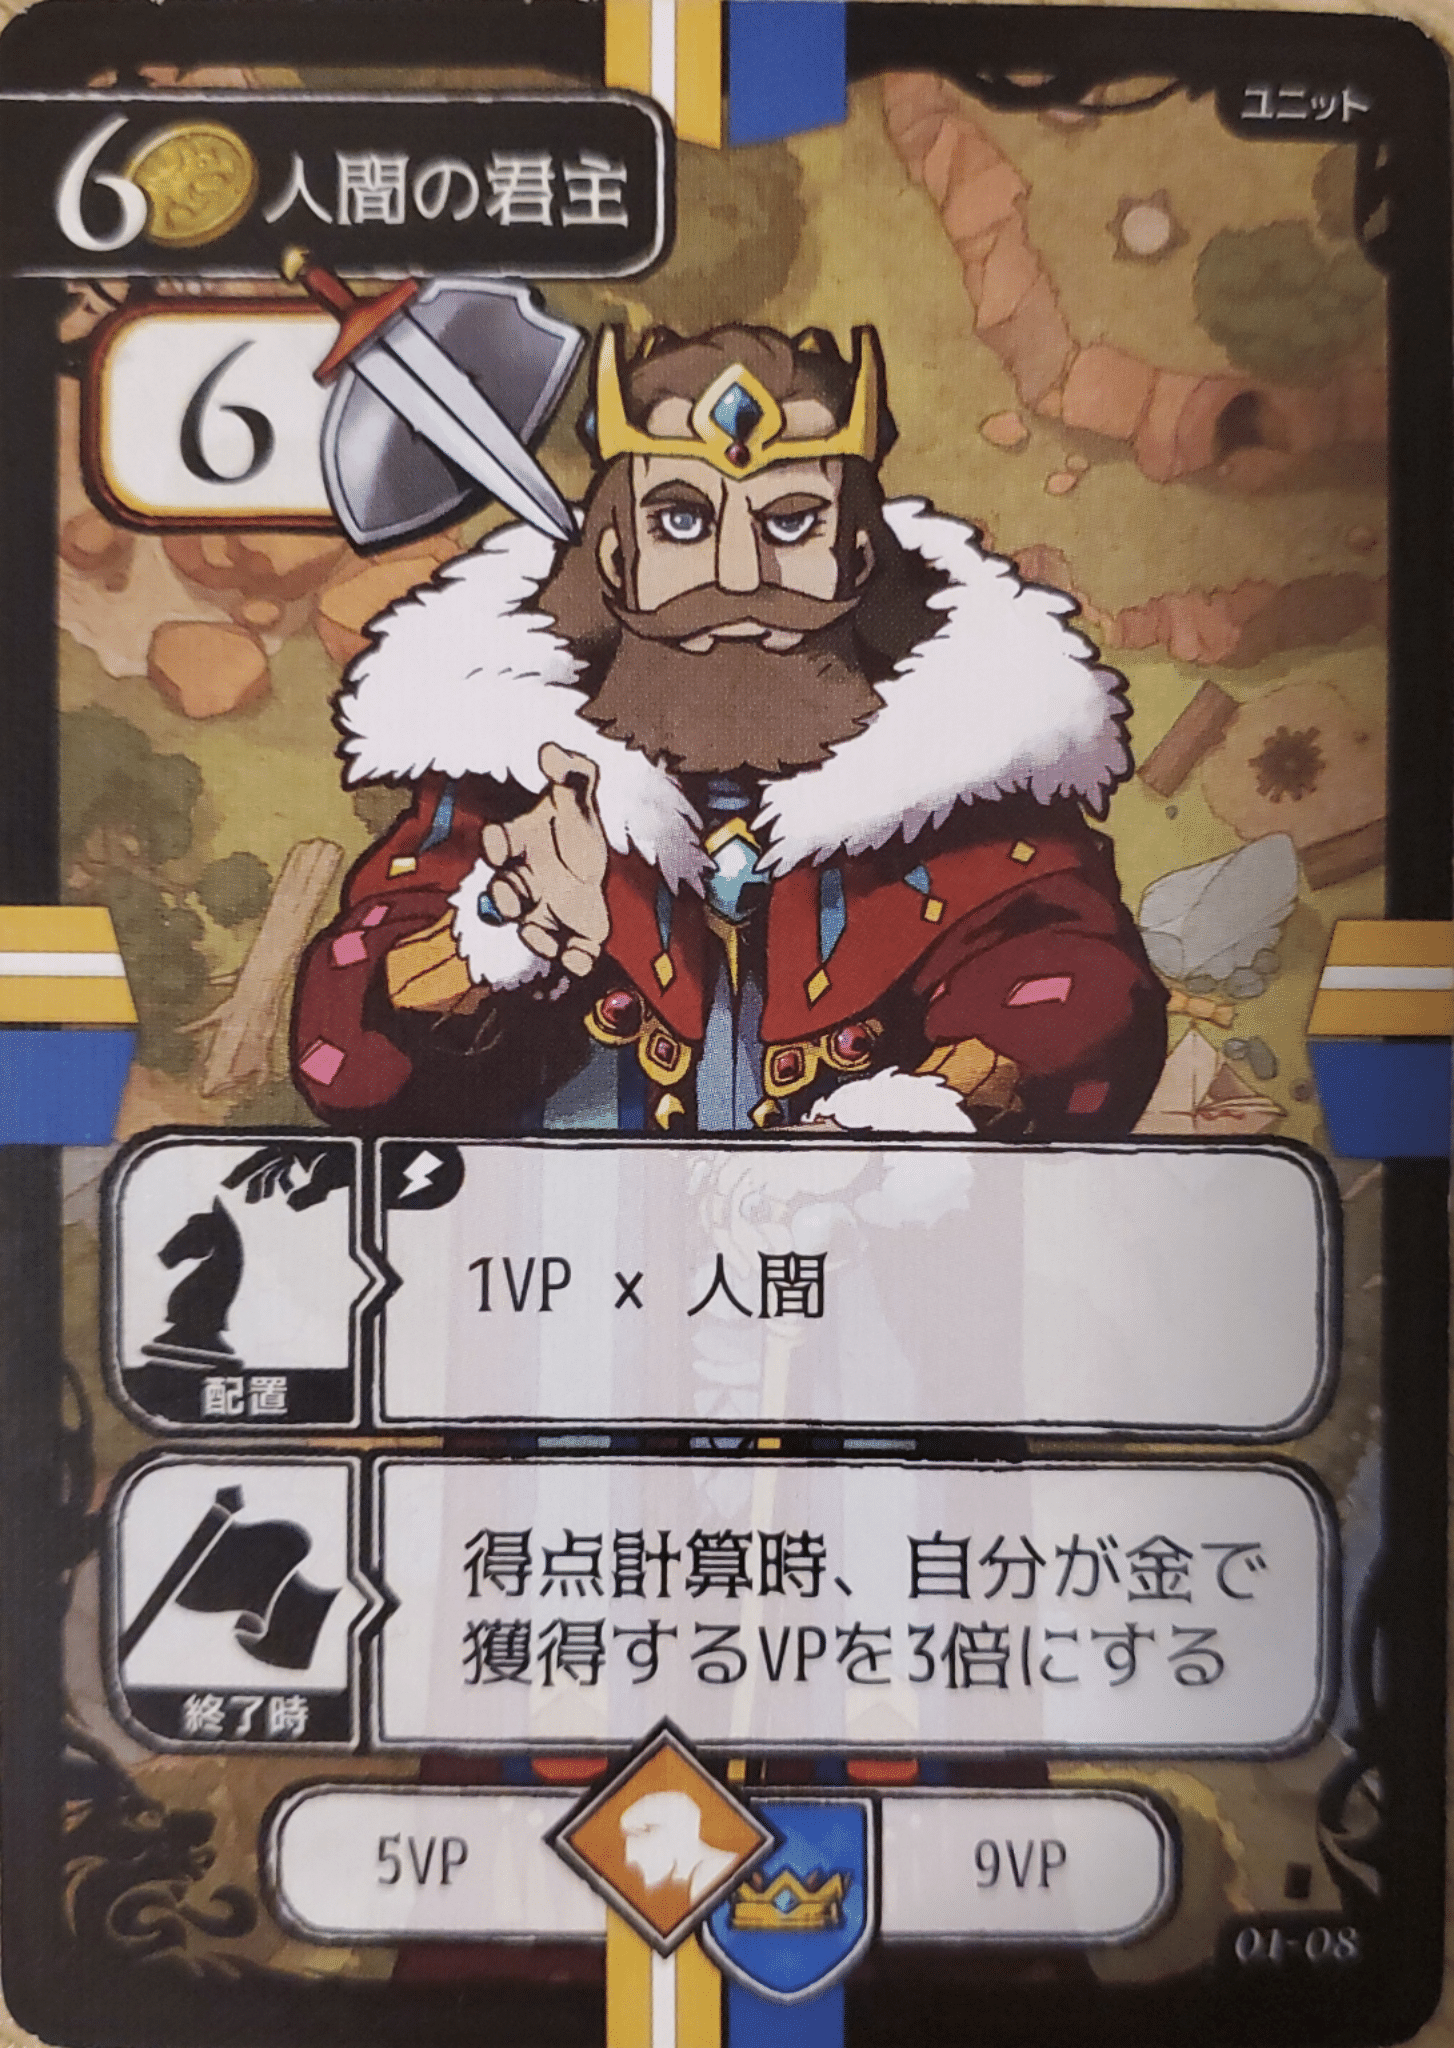 ユニット
6 人間の君主
6
1VP × 人間
配置
得点計算時、自分が金で
獲得するVPを3倍にする
終了時
5VP
9VP
01-08